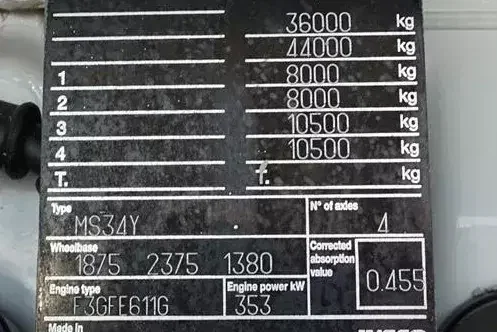 36000 kg
44000 kg
1 8000 kg
2 8000 kg
3 10500 kg
4 10500 kg
T. f. kg
Type MS34Y N° of axles 4
Wheelbase 1875 2375 1380
Corrected absorption value 0.455
Engine type F3GFE611G Engine power kW 353
Made in